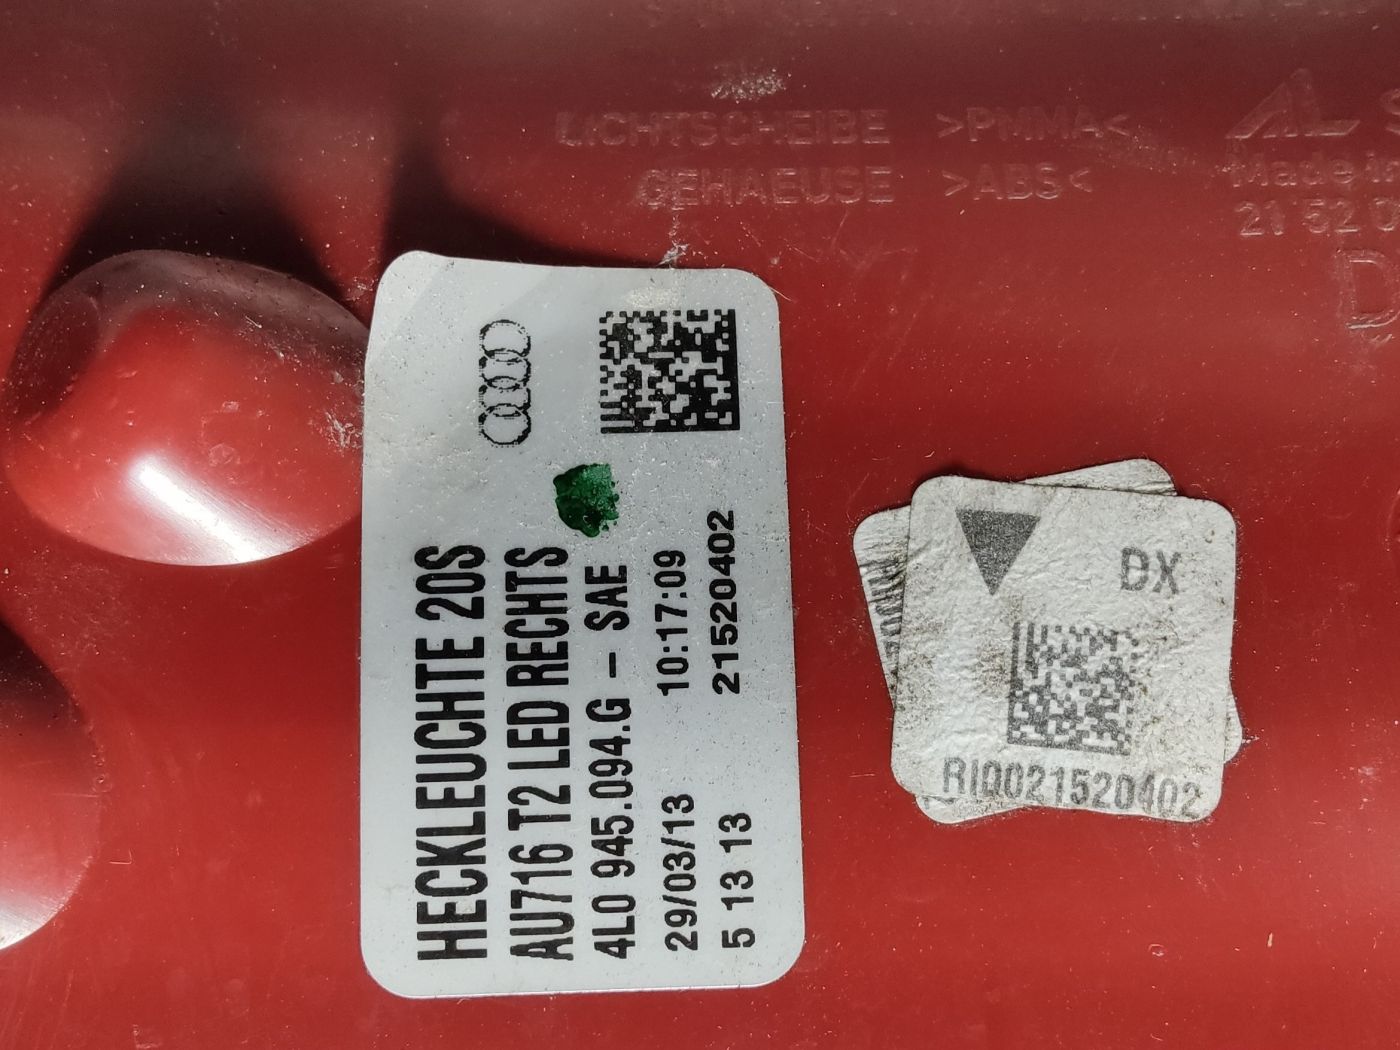 LICHTSCHEIBE >PMMA<
GEHAEUSE >ABS<
Made in
21 52 0
D
HECKLEUCHTE 20S
AU716 T2 LED RECHTS
4L0 945.094.G – SAE
29/03/13 10:17:09
5 13 13 21520402
DX
RI0021520402